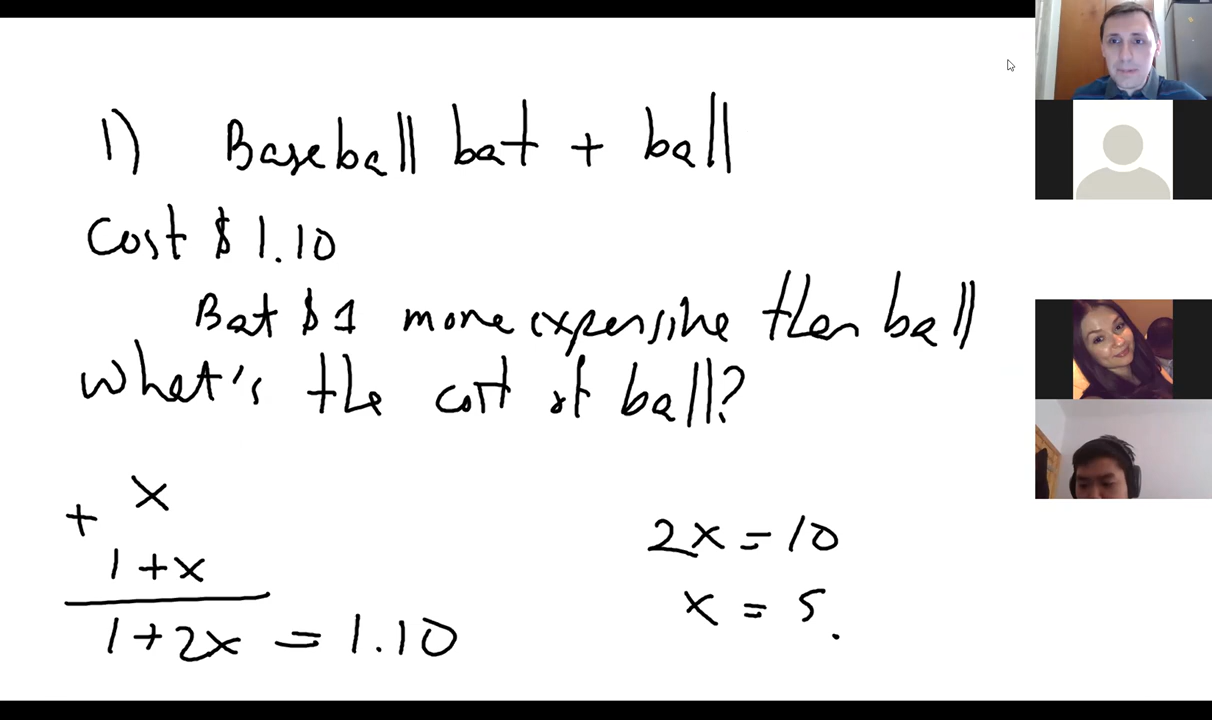 1) Baseball bat + ball
Cost $1.10
Bat $1 more expensive then ball
What's the cost of ball?
x
+
1+x
1+2x = 1.10
2x = 10
x = 5.